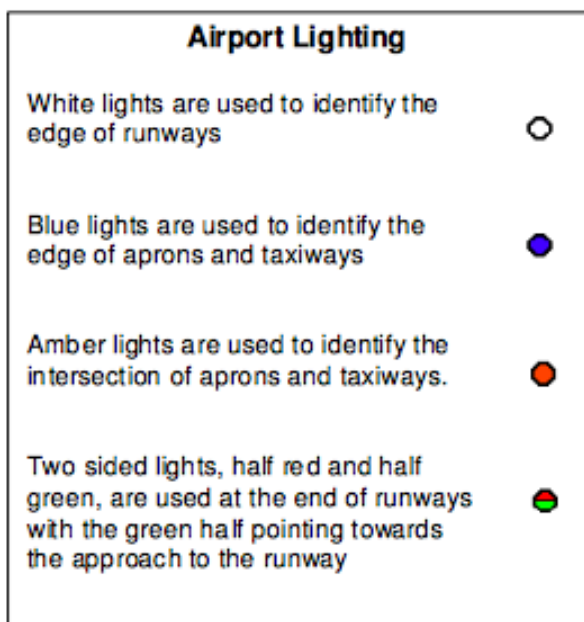 Airport Lighting
White lights are used to identify the
edge of runways
Blue lights are used to identify the
edge of aprons and taxiways
Amber lights are used to identify the
intersection of aprons and taxiways.
Two sided lights, half red and half
green, are used at the end of runways
with the green half pointing towards
the approach to the runway